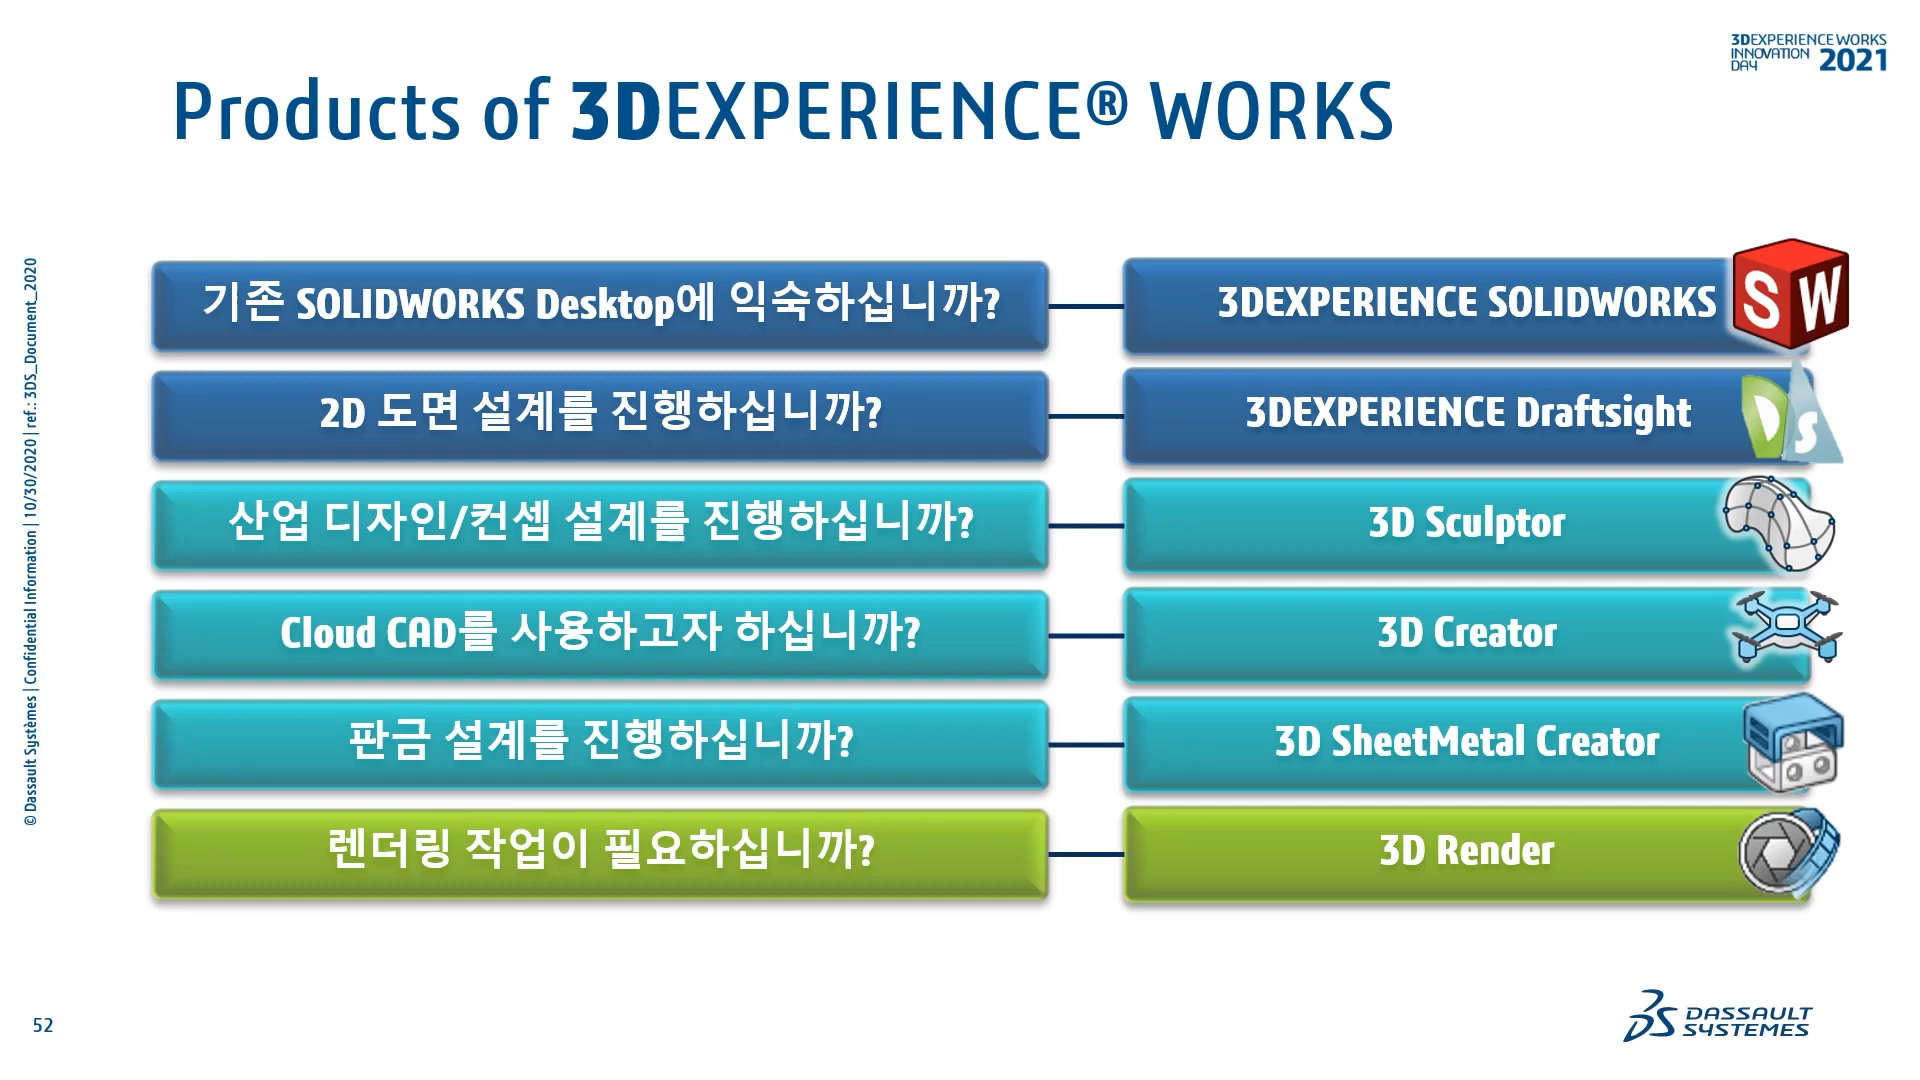 3DEXPERIENCE WORKS
INNOVATION
DAY 2021
Products of 3DEXPERIENCE® WORKS
기존 SOLIDWORKS Desktop에 익숙하십니까?
3DEXPERIENCE SOLIDWORKS
SW
2D 도면 설계를 진행하십니까?
3DEXPERIENCE Draftsight
DS
산업 디자인/컨셉 설계를 진행하십니까?
3D Sculptor
Cloud CAD를 사용하고자 하십니까?
3D Creator
판금 설계를 진행하십니까?
3D SheetMetal Creator
렌더링 작업이 필요하십니까?
3D Render
© Dassault Systèmes | Confidential Information | 10/30/2020 | ref.: 3DS_Document_2020
52
3DS DASSAULT
SYSTEMES